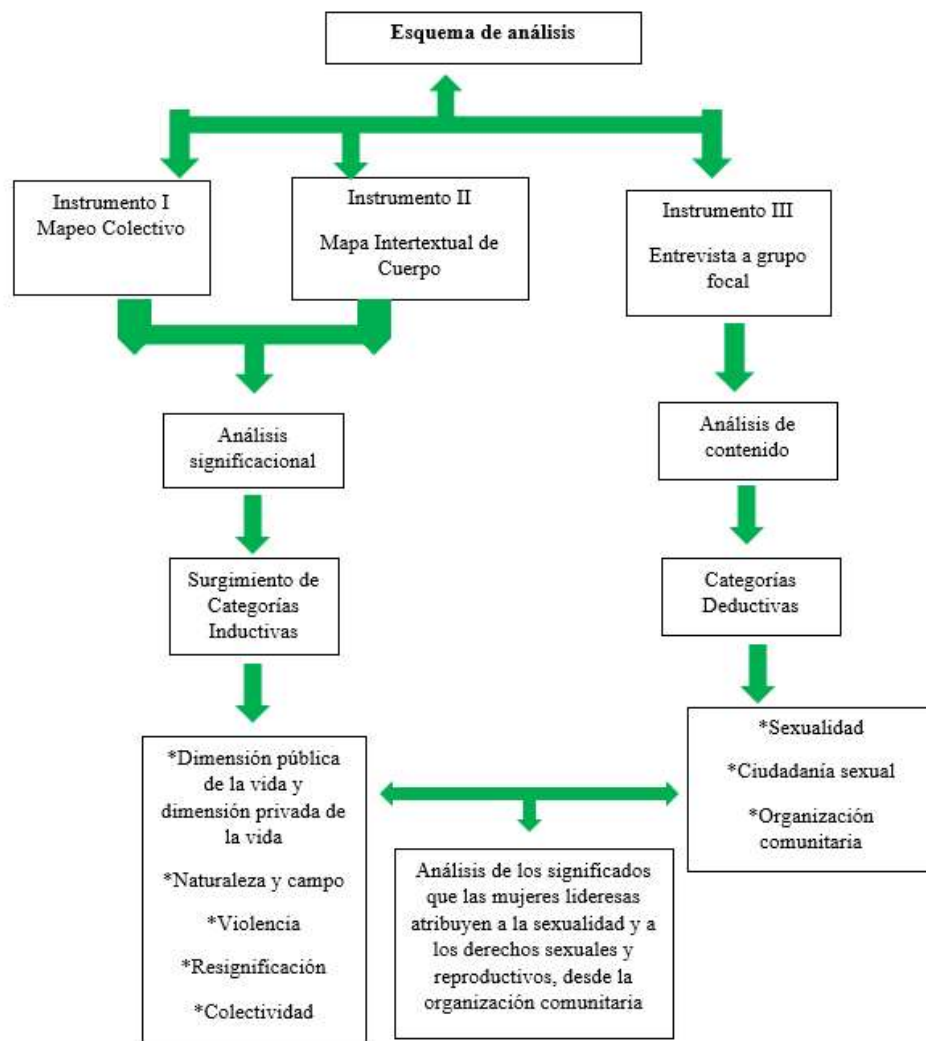 Esquema de análisis
Instrumento I
Mapeo Colectivo
Instrumento II
Mapa Intertextual de
Cuerpo
Instrumento III
Entrevista a grupo
focal
Análisis
significacional
Análisis de
contenido
Surgimiento de
Categorías
Inductivas
Categorías
Deductivas
*Dimensión pública
de la vida y
dimensión privada de
la vida
*Naturaleza y campo
*Violencia
*Resignificación
*Colectividad
Análisis de los significados
que las mujeres lideresas
atribuyen a la sexualidad y a
los derechos sexuales y
reproductivos, desde la
organización comunitaria
*Sexualidad
*Ciudadanía sexual
*Organización
comunitaria